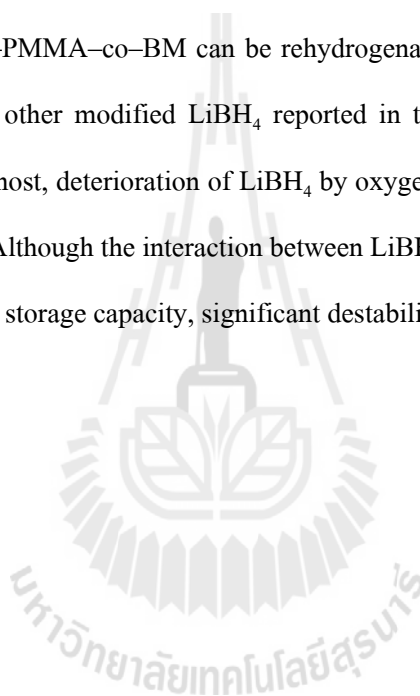 –PMMA–co–BM can be rehydrogena
other modified LiBH₄ reported in t
host, deterioration of LiBH₄ by oxyge
Although the interaction between LiBH
storage capacity, significant destabili
มหาวิทยาลัยเทคโนโลยีสุรนารี